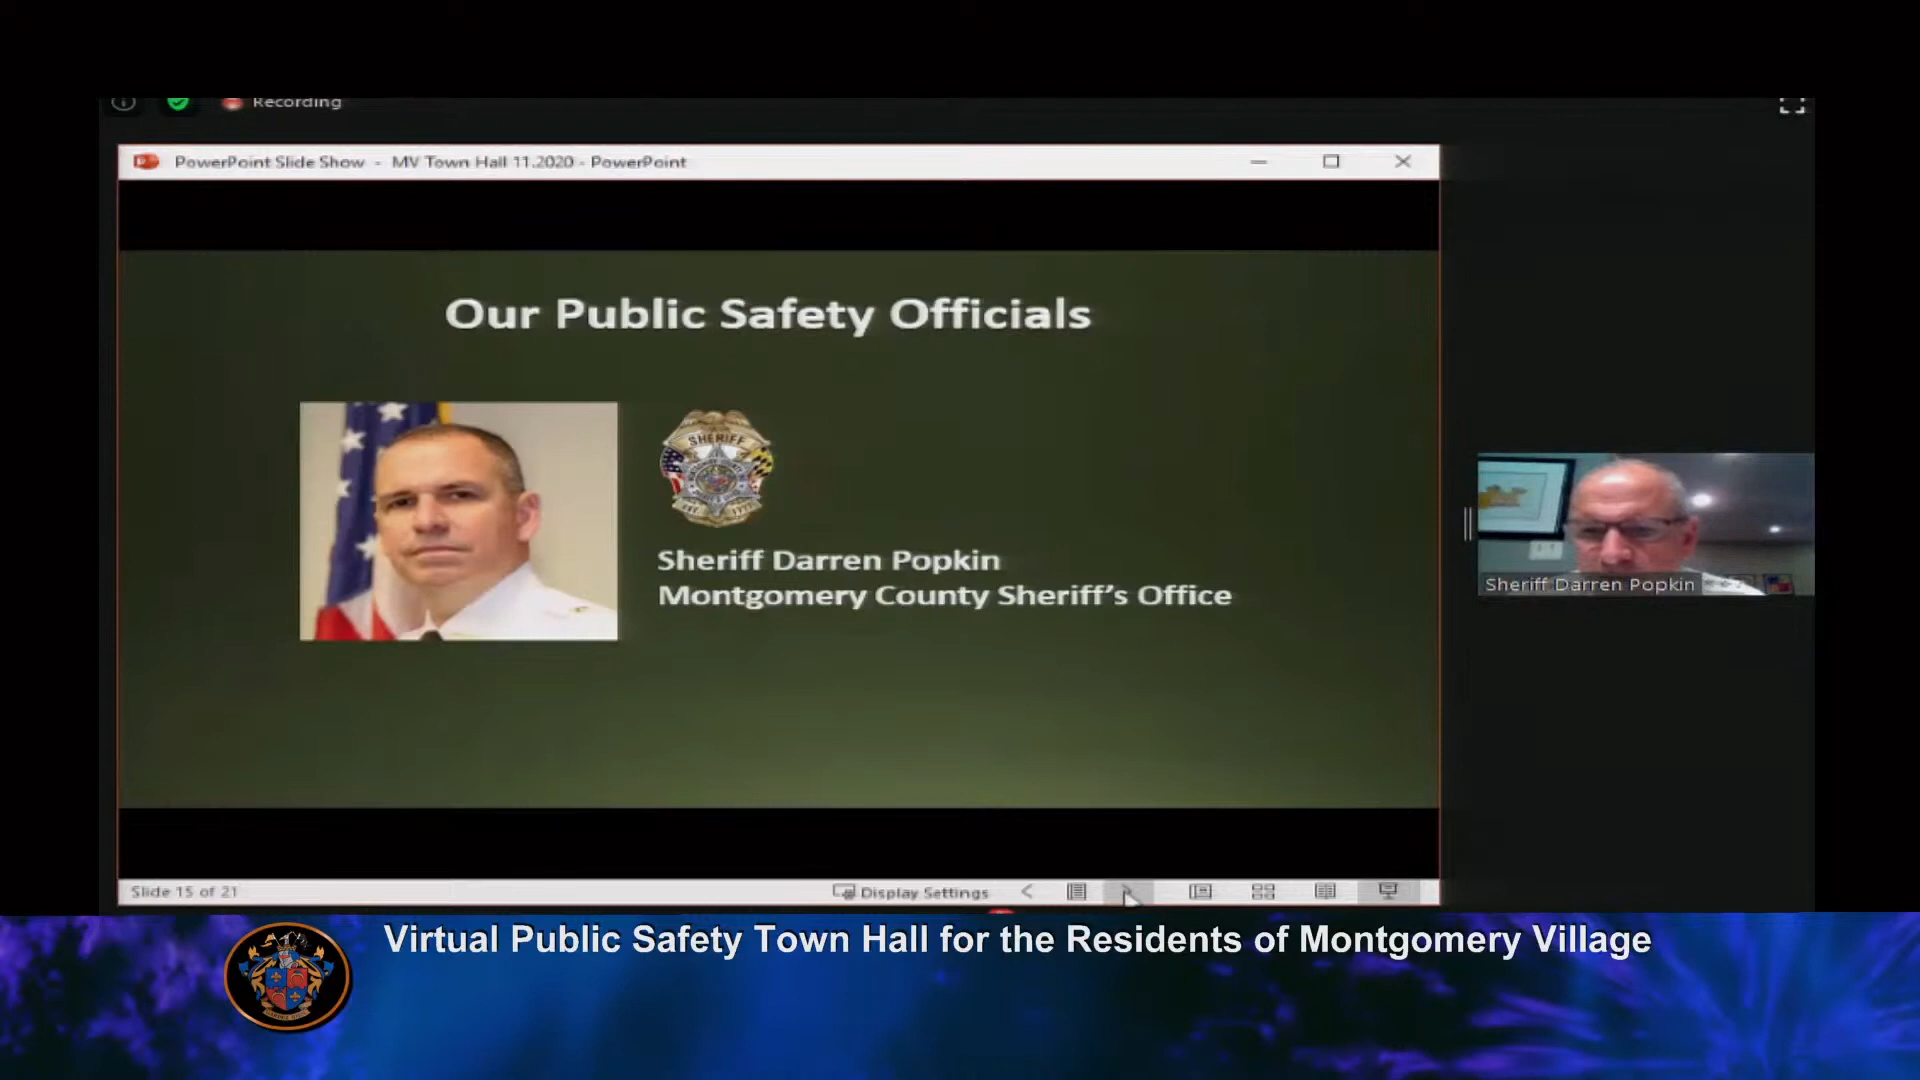 Recording
PowerPoint Slide Show - MV Town Hall 11.2020 - PowerPoint
Our Public Safety Officials
SHERIFF
Sheriff Darren Popkin
Montgomery County Sheriff's Office
Sheriff Darren Popkin
Slide 15 of 21
Display Settings
Virtual Public Safety Town Hall for the Residents of Montgomery Village